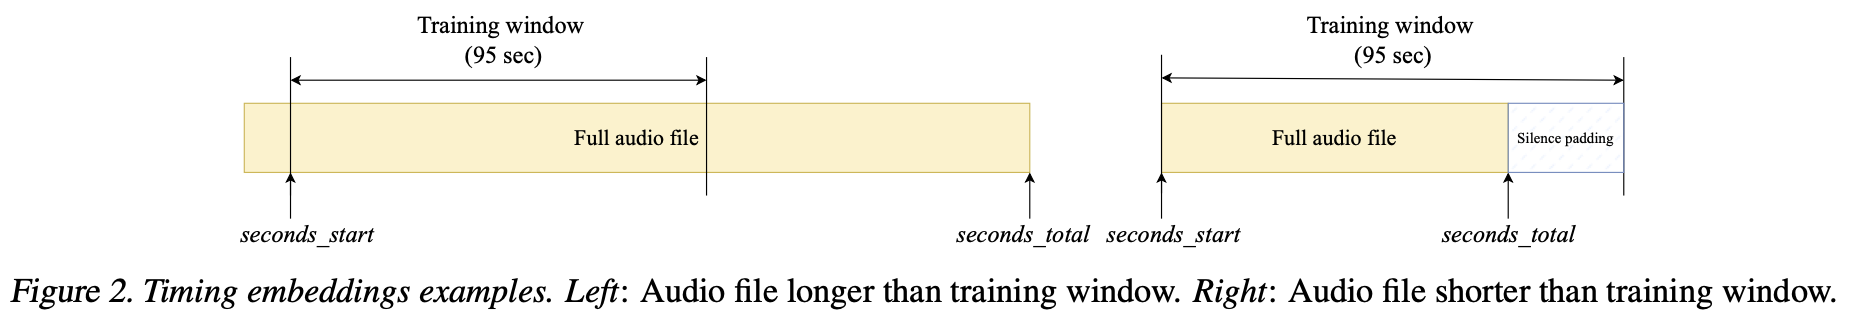 Training window
(95 sec)
Full audio file
seconds_start
seconds_total
Training window
(95 sec)
Full audio file
Silence padding
seconds_start
seconds_total
Figure 2. Timing embeddings examples. Left: Audio file longer than training window. Right: Audio file shorter than training window.